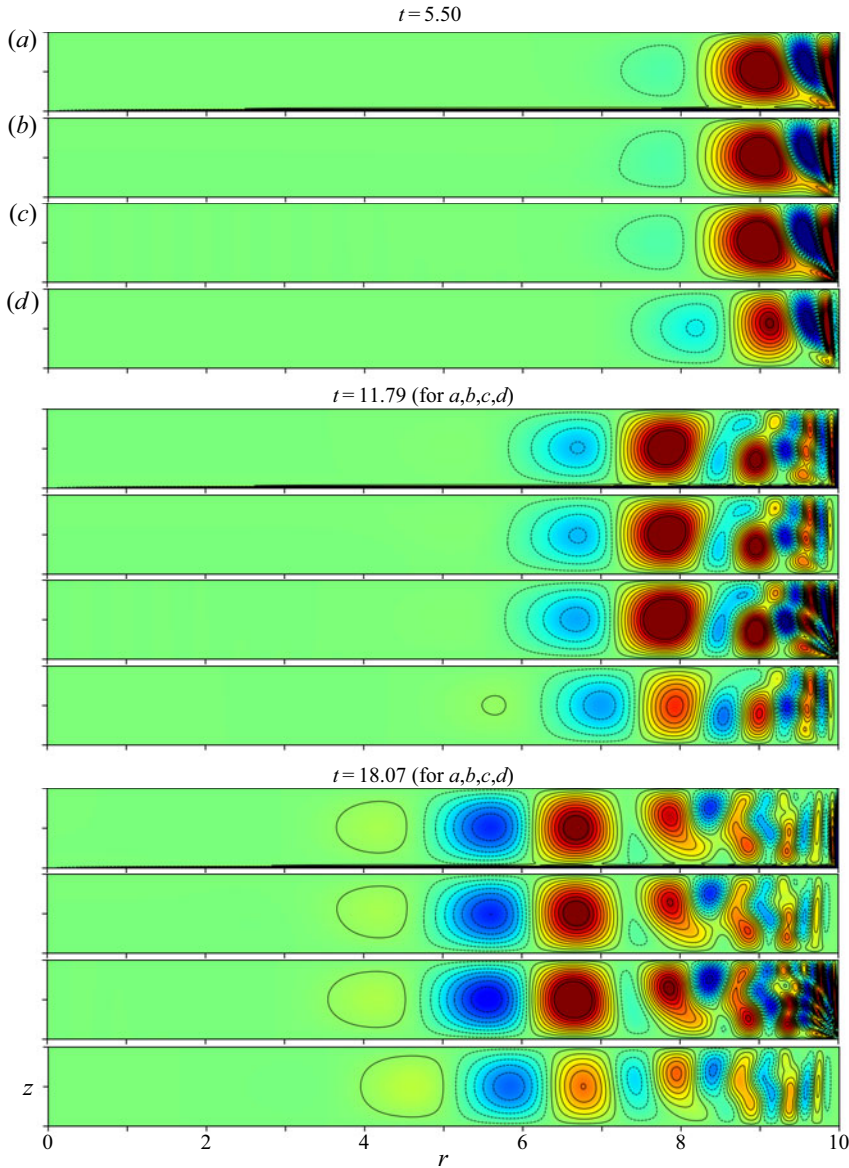 t = 5.50
(a)
(b)
(c)
(d)
t = 11.79 (for a,b,c,d)
t = 18.07 (for a,b,c,d)
z
0 2 4 6 8 10
r